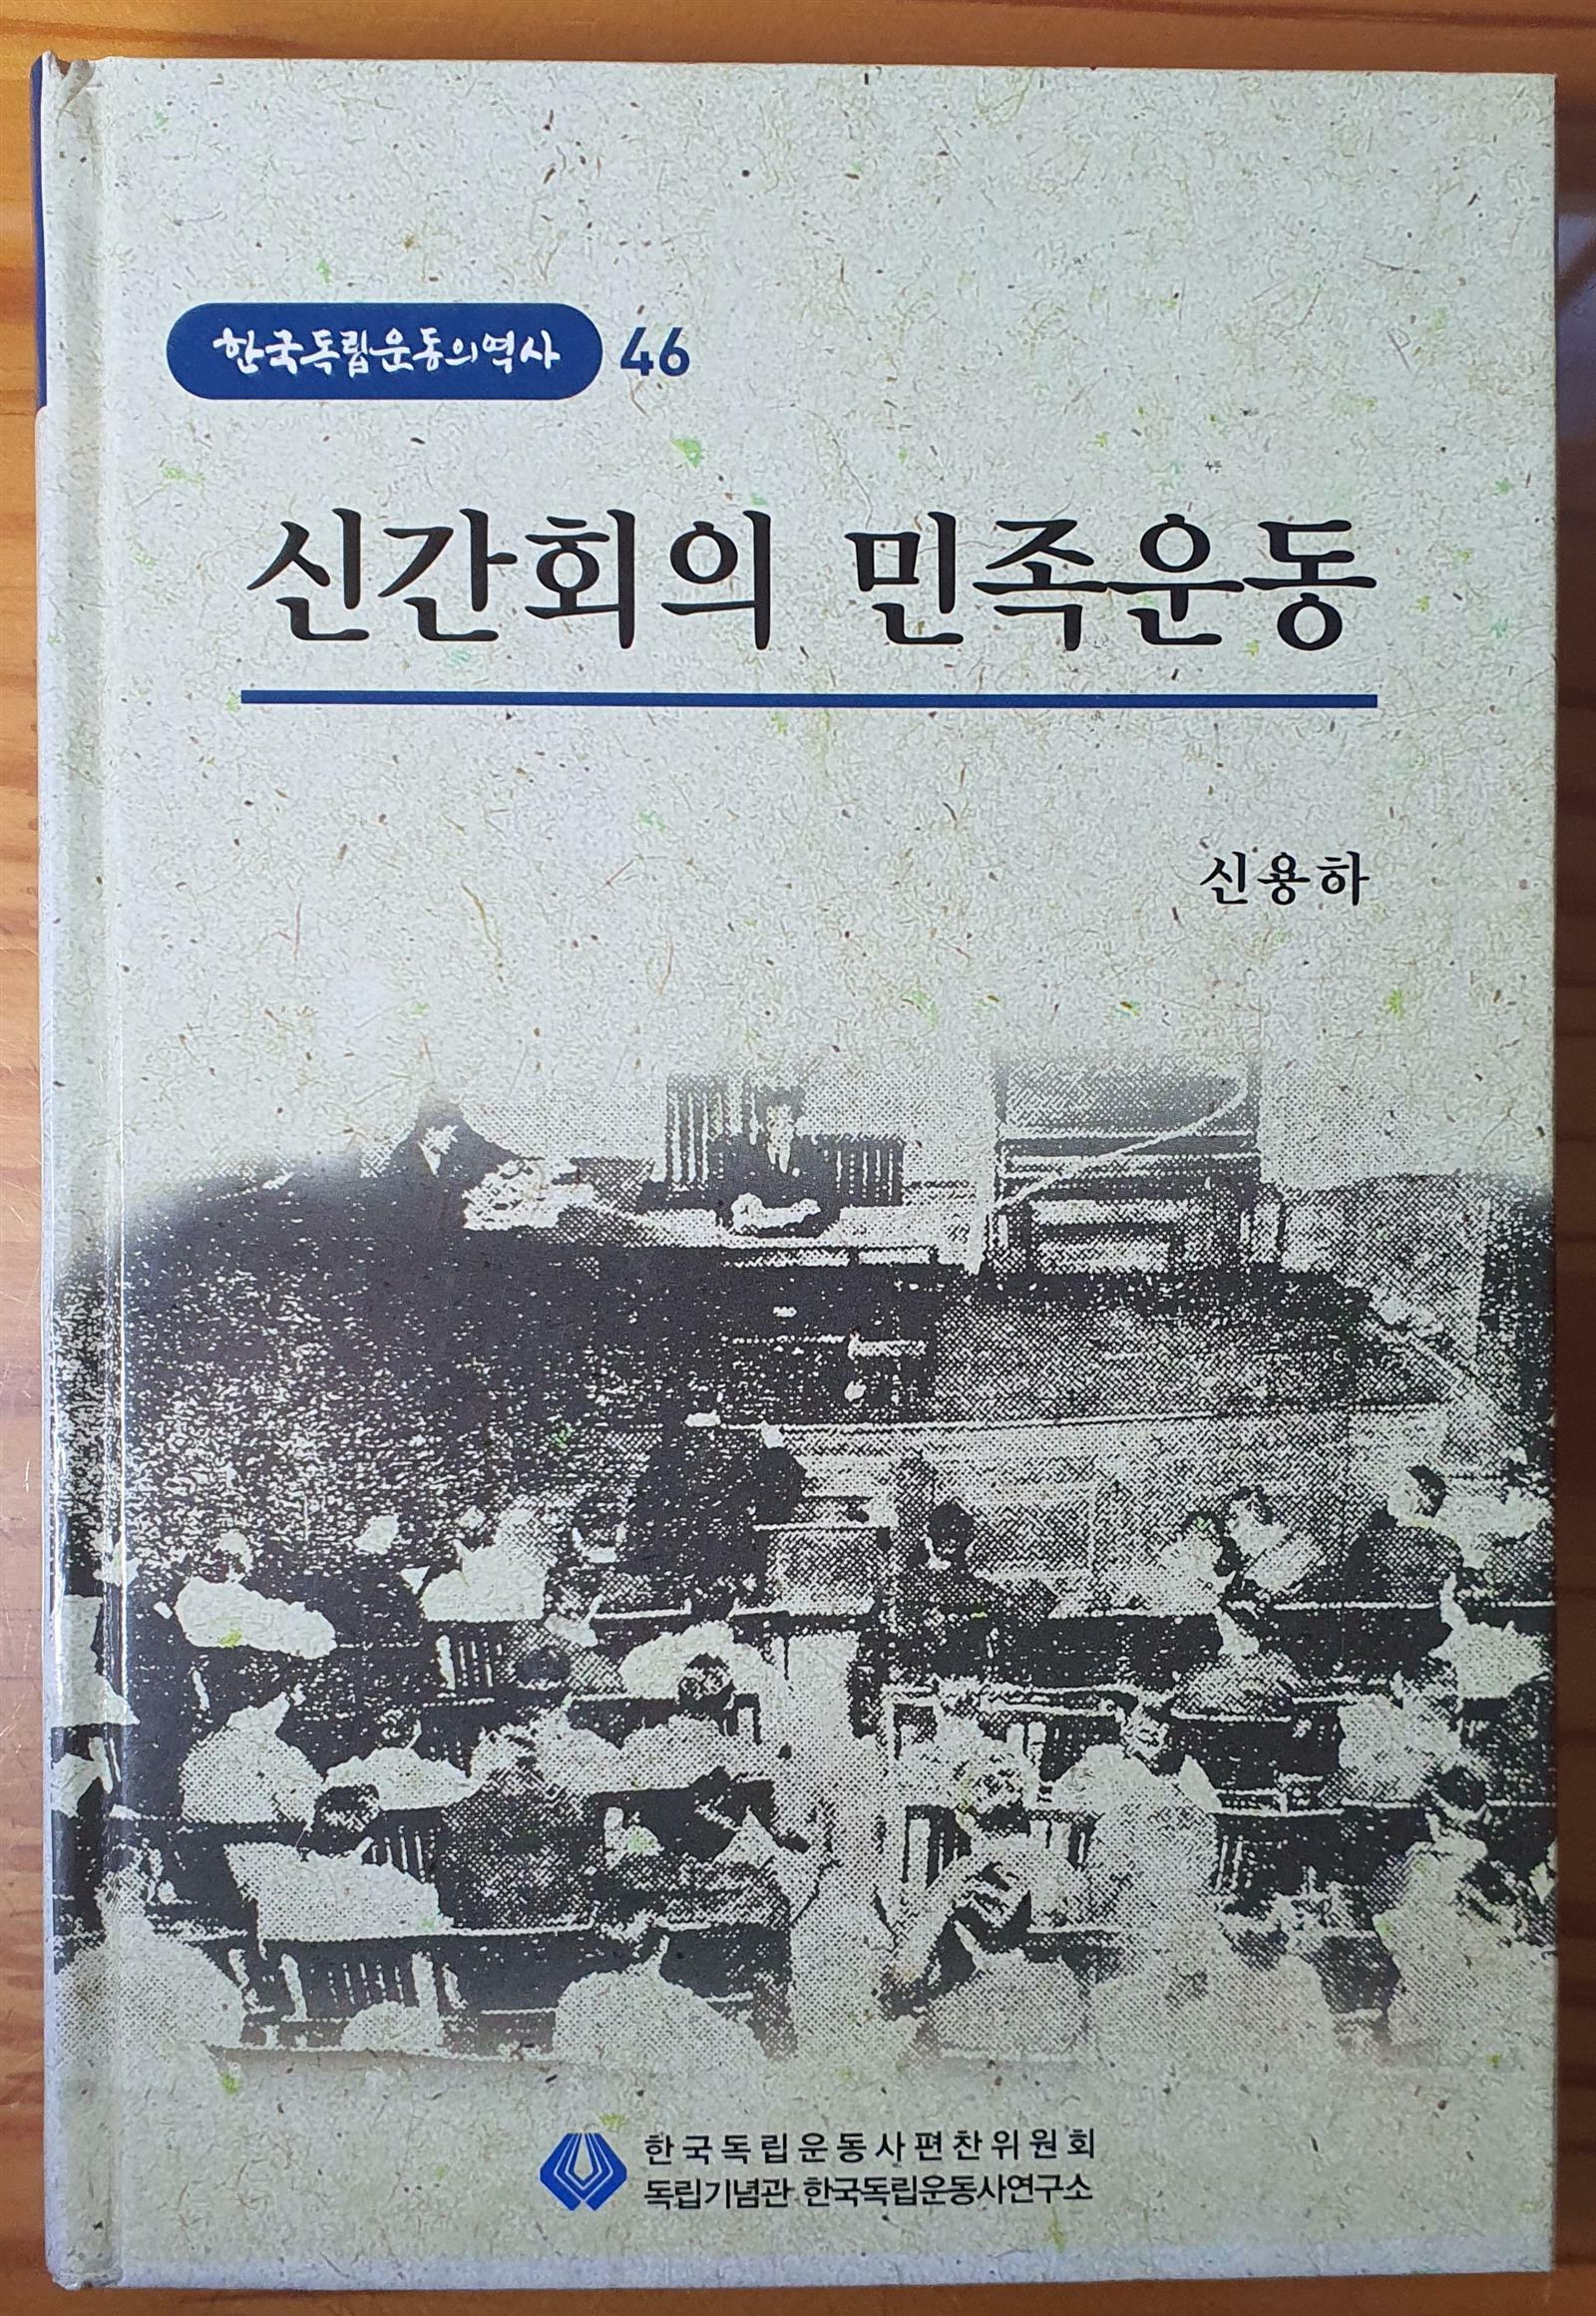 한국독립운동의역사 46
신간회의 민족운동
신용하
한국독립운동사편찬위원회
독립기념관 한국독립운동사연구소